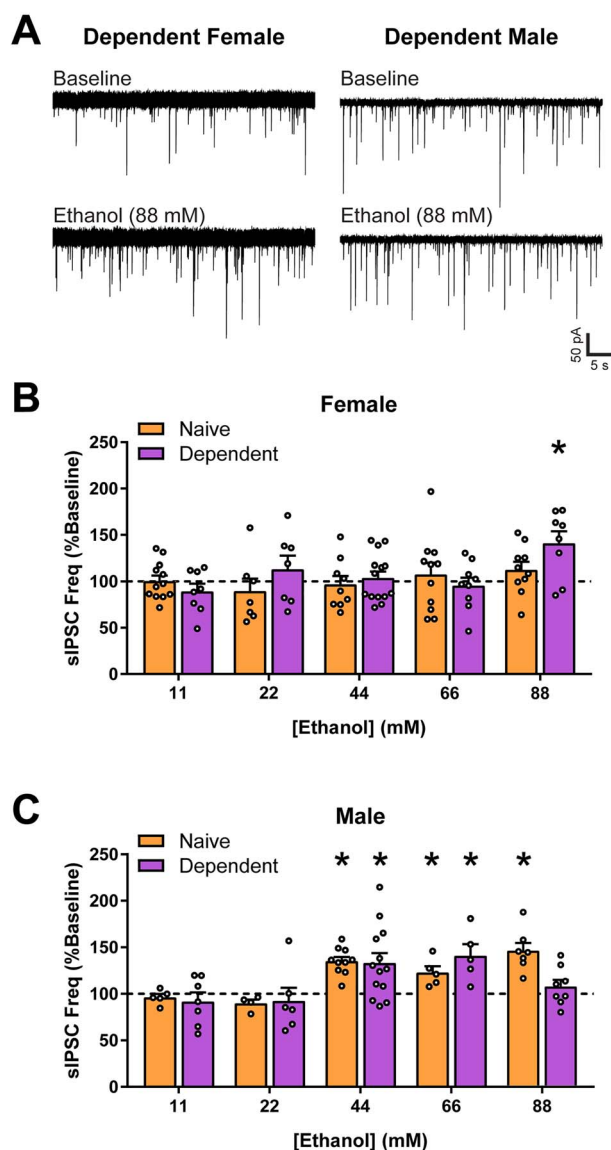 A
Dependent Female
Dependent Male
Baseline
Baseline
Ethanol (88 mM)
Ethanol (88 mM)
50 pA
5 s
B
Female
Naive
Dependent
*
250
200
150
100
50
0
sIPSC Freq (%Baseline)
11 22 44 66 88
[Ethanol] (mM)
C
Male
Naive
Dependent
* * * * *
250
200
150
100
50
0
sIPSC Freq (%Baseline)
11 22 44 66 88
[Ethanol] (mM)